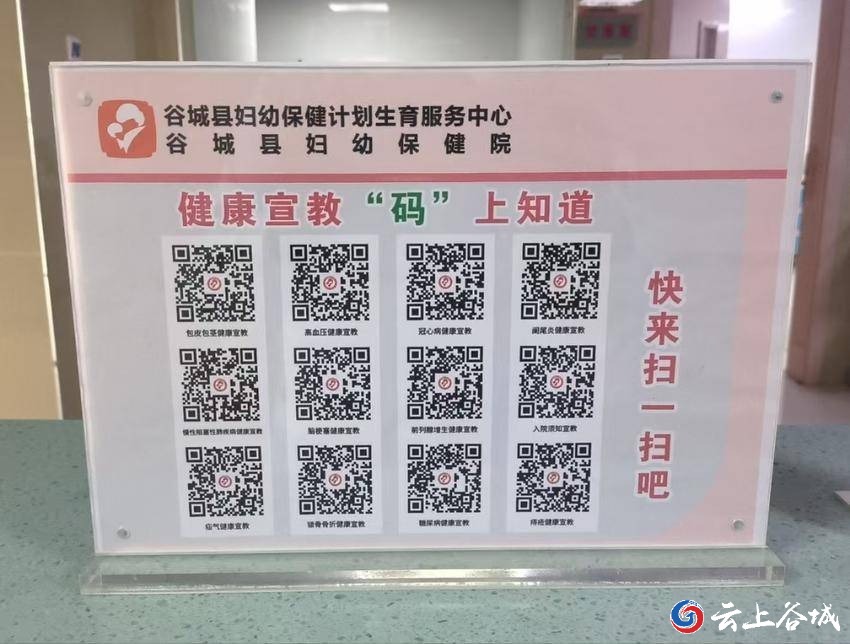 谷城县妇幼保健计划生育服务中心
谷城县妇幼保健院
健康宣教“码”上知道
包皮包茎健康宣教
高血压健康宣教
冠心病健康宣教
阑尾炎健康宣教
慢性阻塞性肺疾病健康宣教
脑梗塞健康宣教
前列腺增生健康宣教
入院须知宣教
疝气健康宣教
锁骨骨折健康宣教
糖尿病健康宣教
痔疮健康宣教
快来扫一扫吧
云上谷城